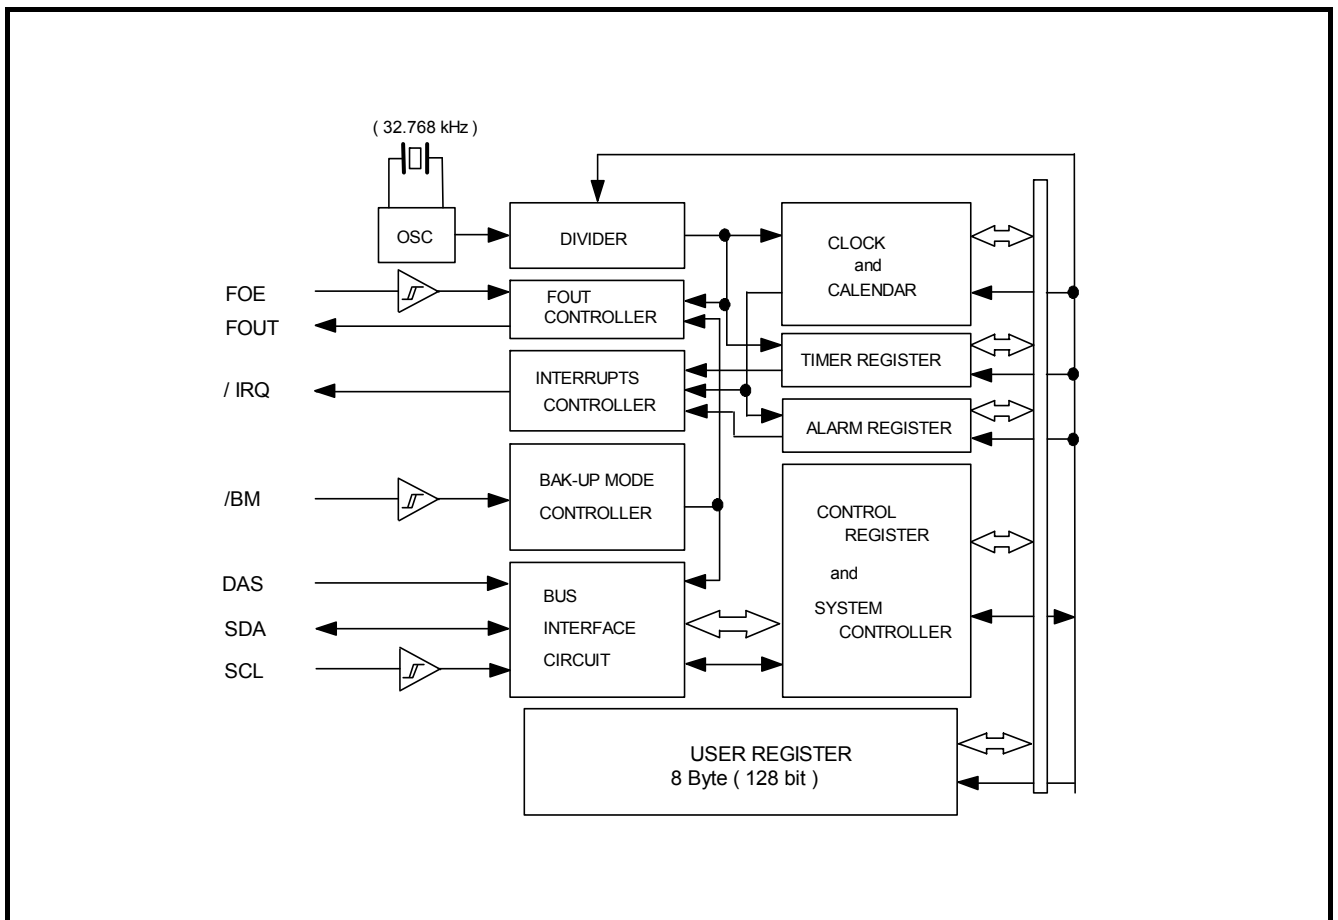 ( 32.768 kHz )
OSC
DIVIDER
CLOCK
and
CALENDAR
FOE
FOUT
FOUT
CONTROLLER
TIMER REGISTER
/ IRQ
INTERRUPTS
CONTROLLER
ALARM REGISTER
/BM
BAK-UP MODE
CONTROLLER
CONTROL
REGISTER
and
SYSTEM
CONTROLLER
DAS
SDA
SCL
BUS
INTERFACE
CIRCUIT
USER REGISTER
8 Byte ( 128 bit )